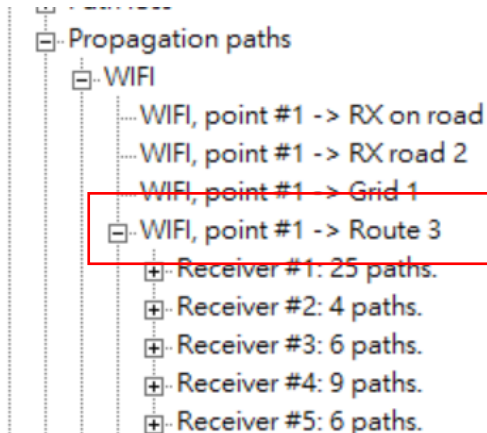 Propagation paths
WIFI
WIFI, point #1 -> RX on road
WIFI, point #1 -> RX road 2
WIFI, point #1 -> Grid 1
WIFI, point #1 -> Route 3
Receiver #1: 25 paths.
Receiver #2: 4 paths.
Receiver #3: 6 paths.
Receiver #4: 9 paths.
Receiver #5: 6 paths.